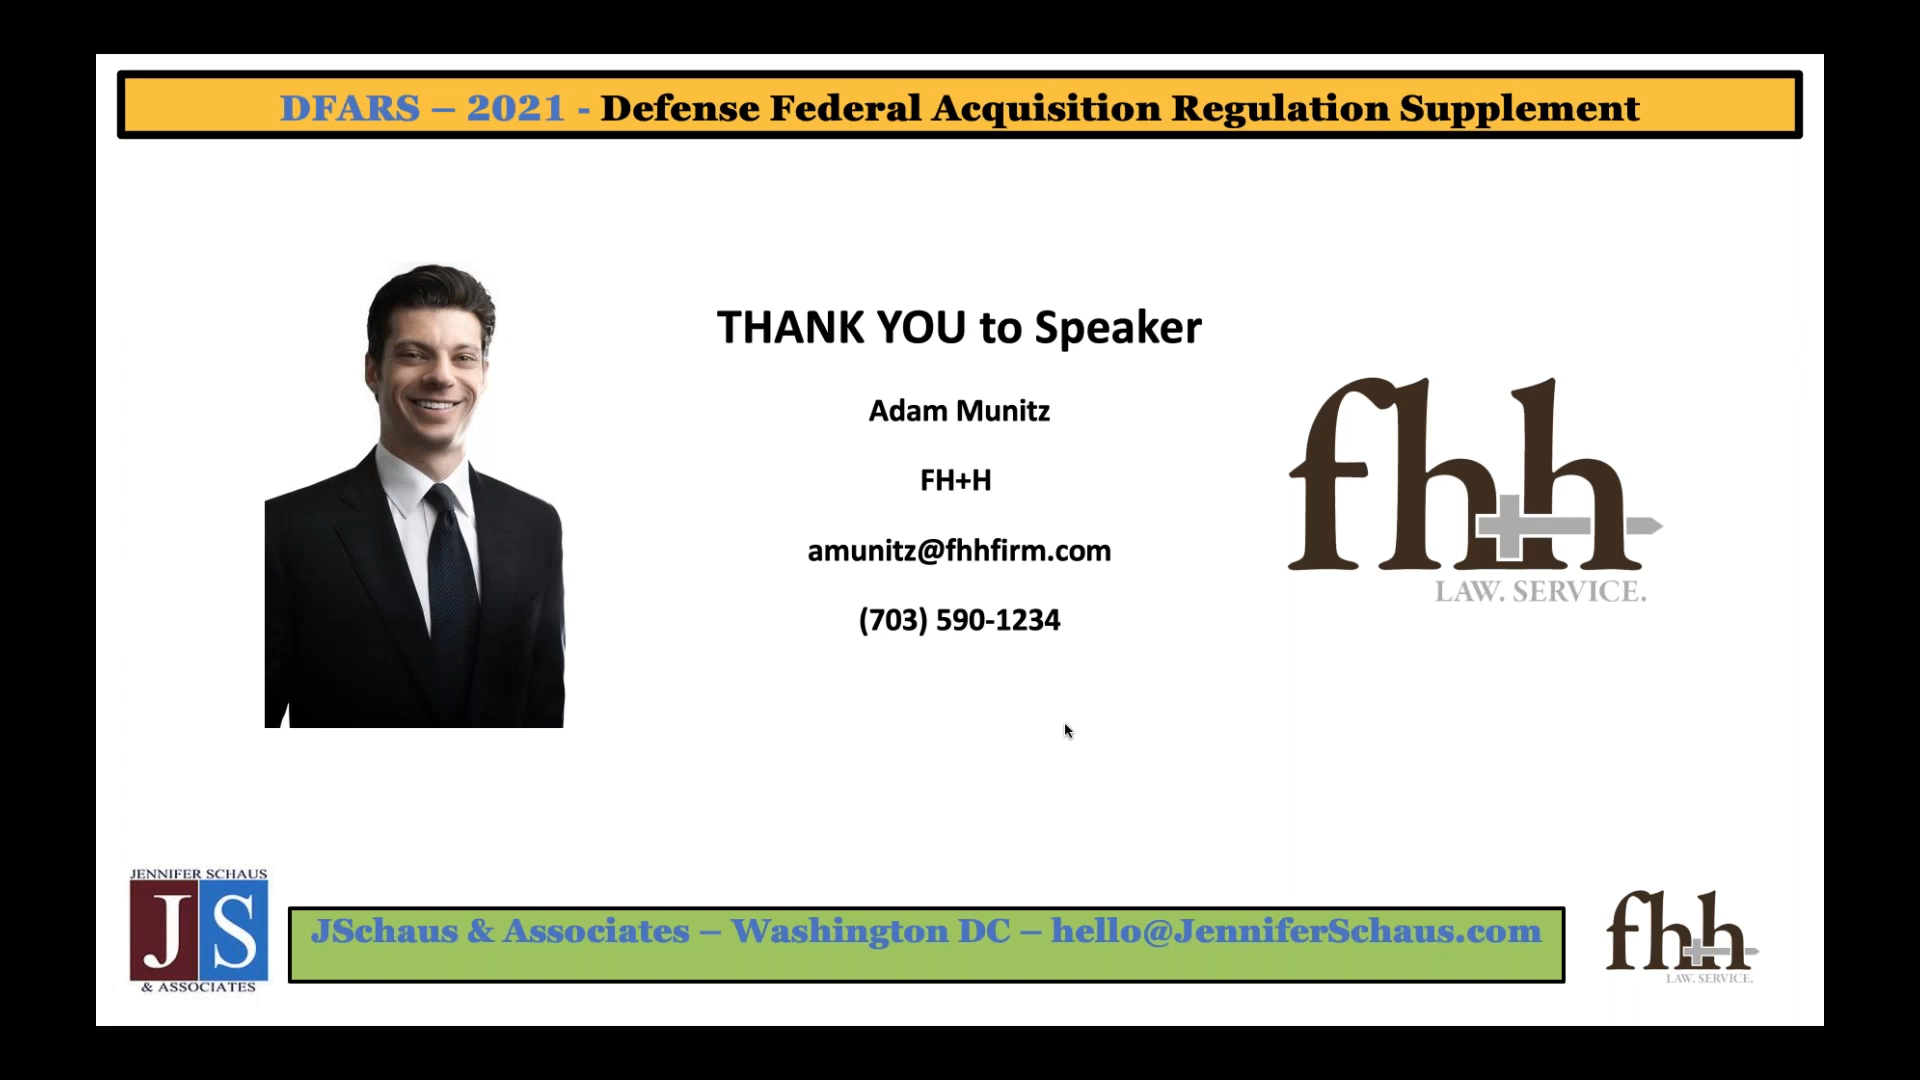 DFARS – 2021 - Defense Federal Acquisition Regulation Supplement
THANK YOU to Speaker
Adam Munitz
FH+H
amunitz@fhhfirm.com
(703) 590-1234
fhh
LAW. SERVICE.
JENNIFER SCHAUS
JS
& ASSOCIATES
JSchaus & Associates – Washington DC – hello@JenniferSchaus.com
fhh
LAW. SERVICE.